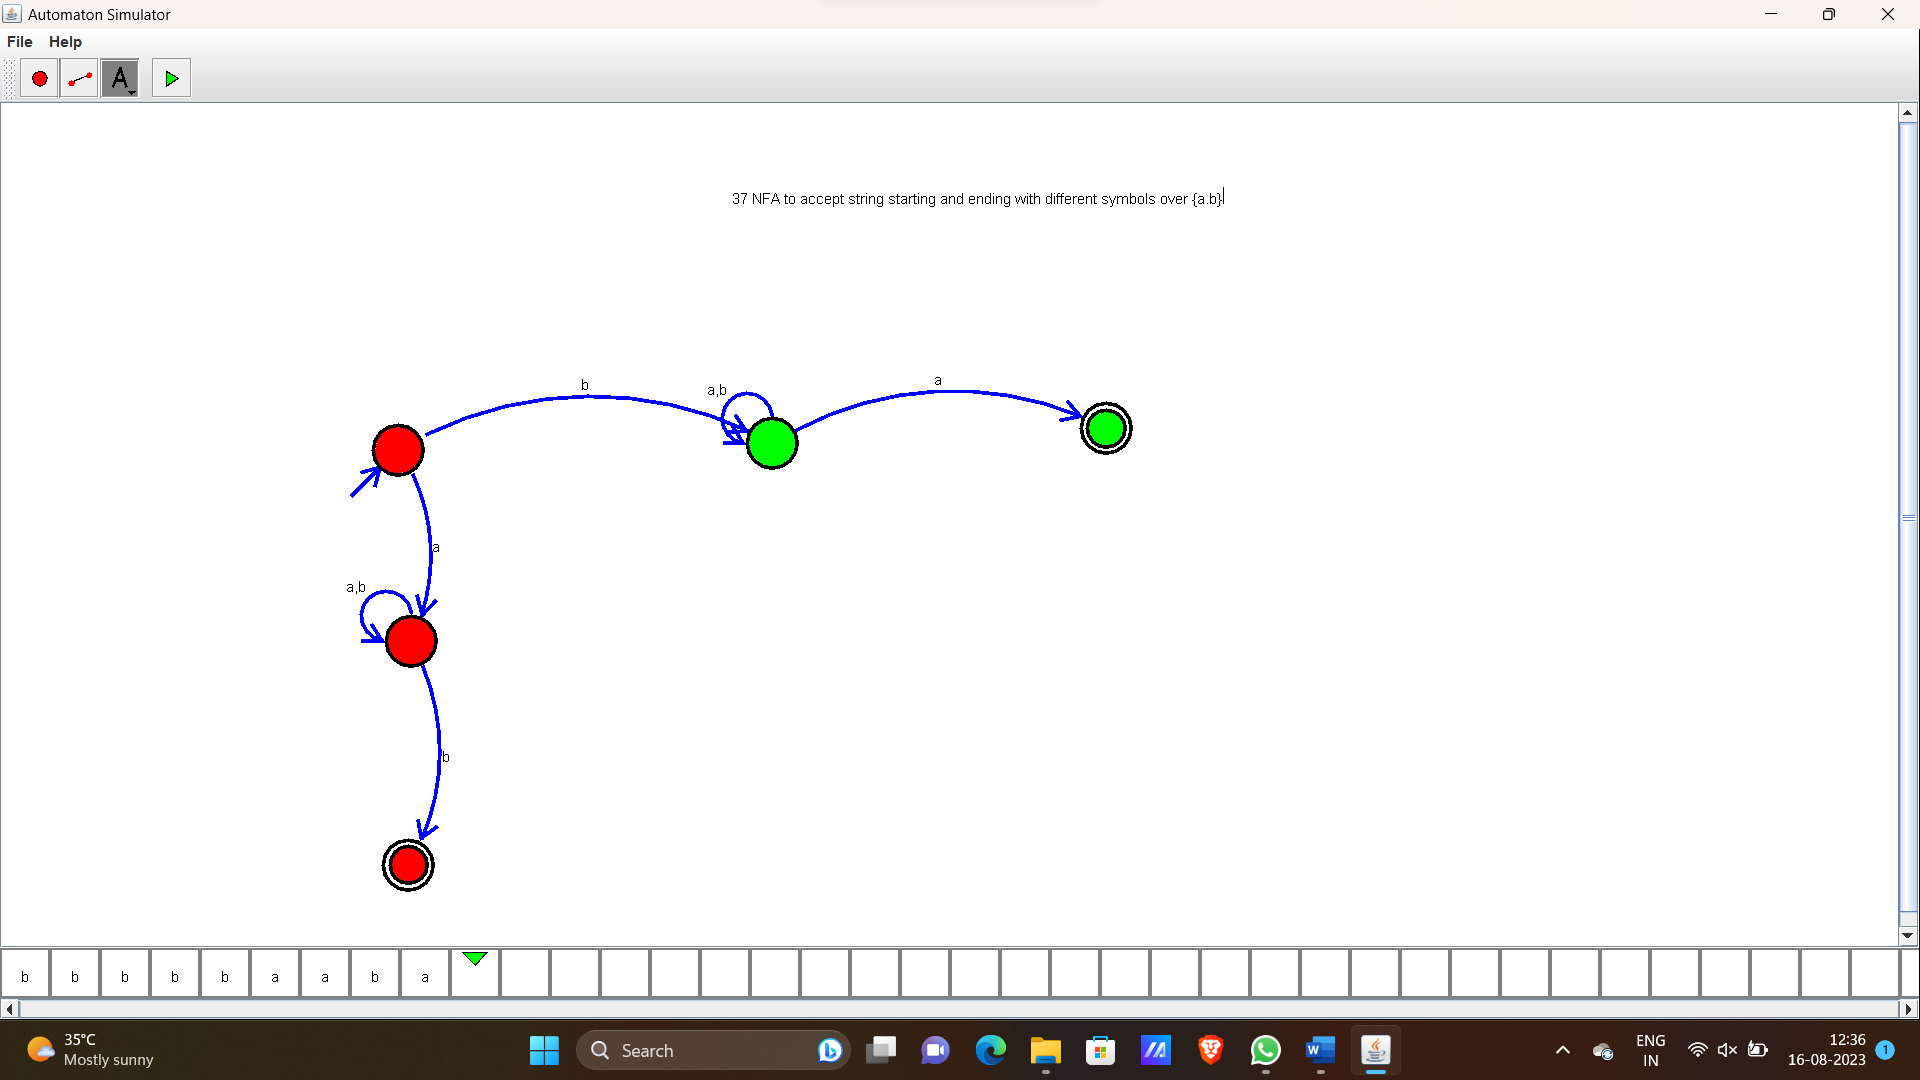 Automaton Simulator
File Help
A
37 NFA to accept string starting and ending with different symbols over {a.b}
b
a,b
a
a
a,b
b
b b b b b a a b a
35°C
Mostly sunny
Search
ENG
IN
12:36
16-08-2023
1